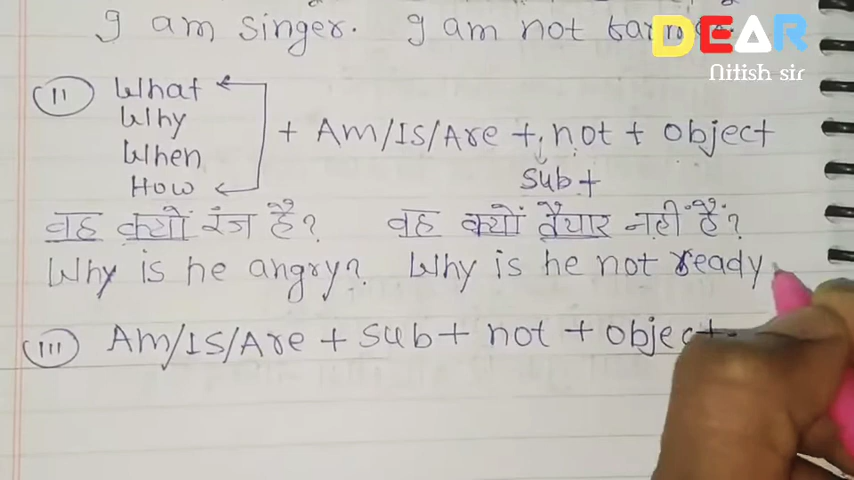 I am singer. I am not
DEAR
Nitish sir
(ii) What
Why
When
How
+ Am/Is/Are + not + object
Sub +
वह क्यों रंज है? वह क्यों तैयार नहीं है?
Why is he angry? Why is he not ready
(iii) Am/Is/Are + Sub + not + object